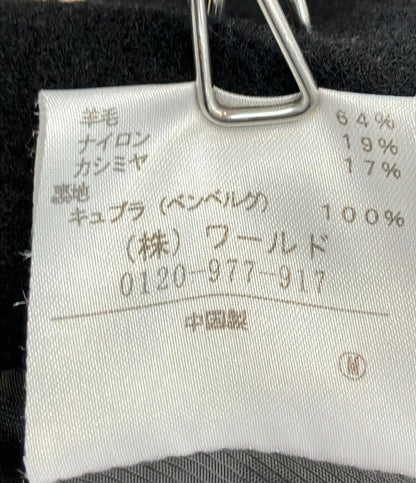 羊毛 64%
ナイロン 19%
カシミヤ 17%
裏地
キュプラ (ベンベルグ) 100%
(株) ワールド
0120-977-917
中国製
Ⓜ